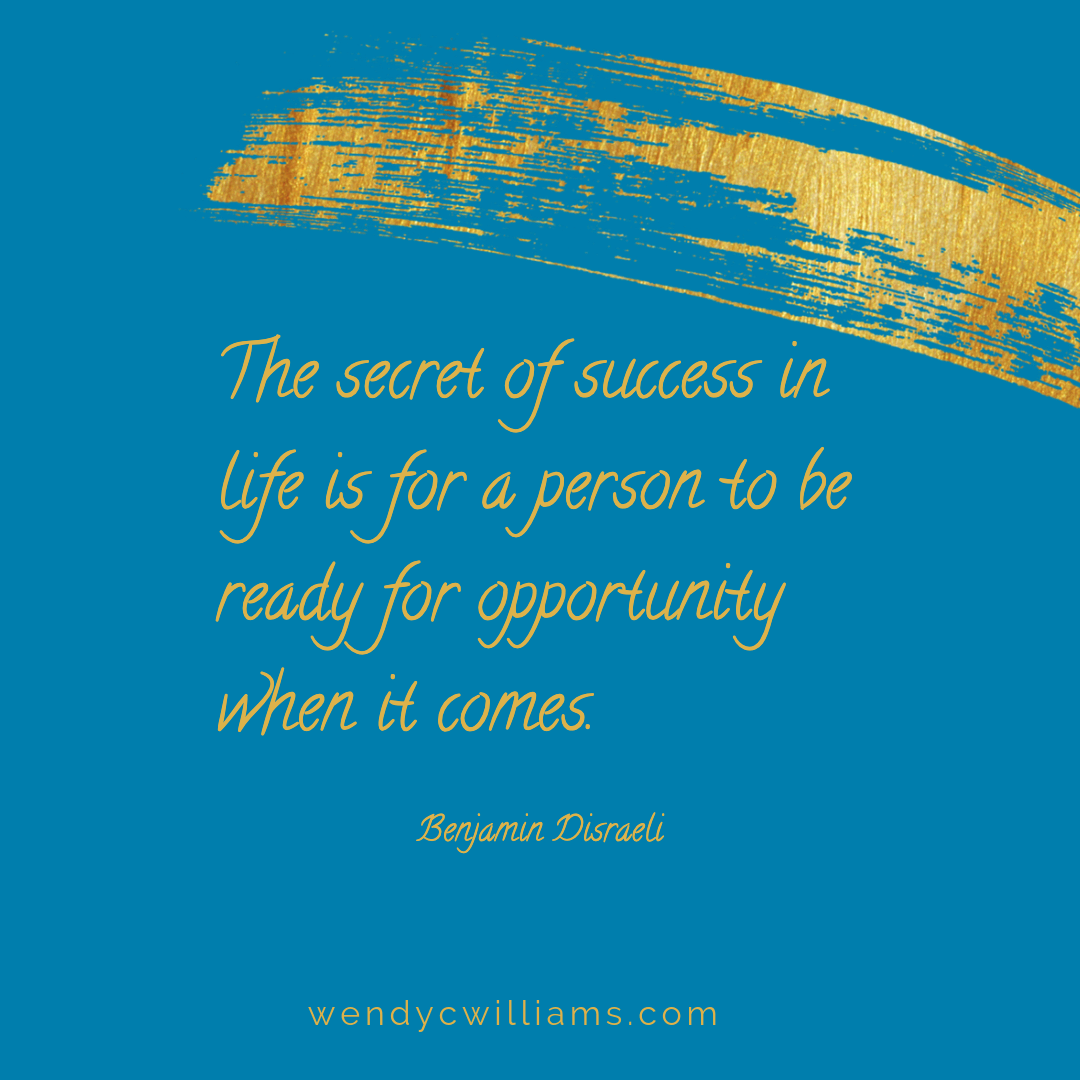 The secret of success in
life is for a person to be
ready for opportunity
when it comes.
Benjamin Disraeli
wendycwilliams.com